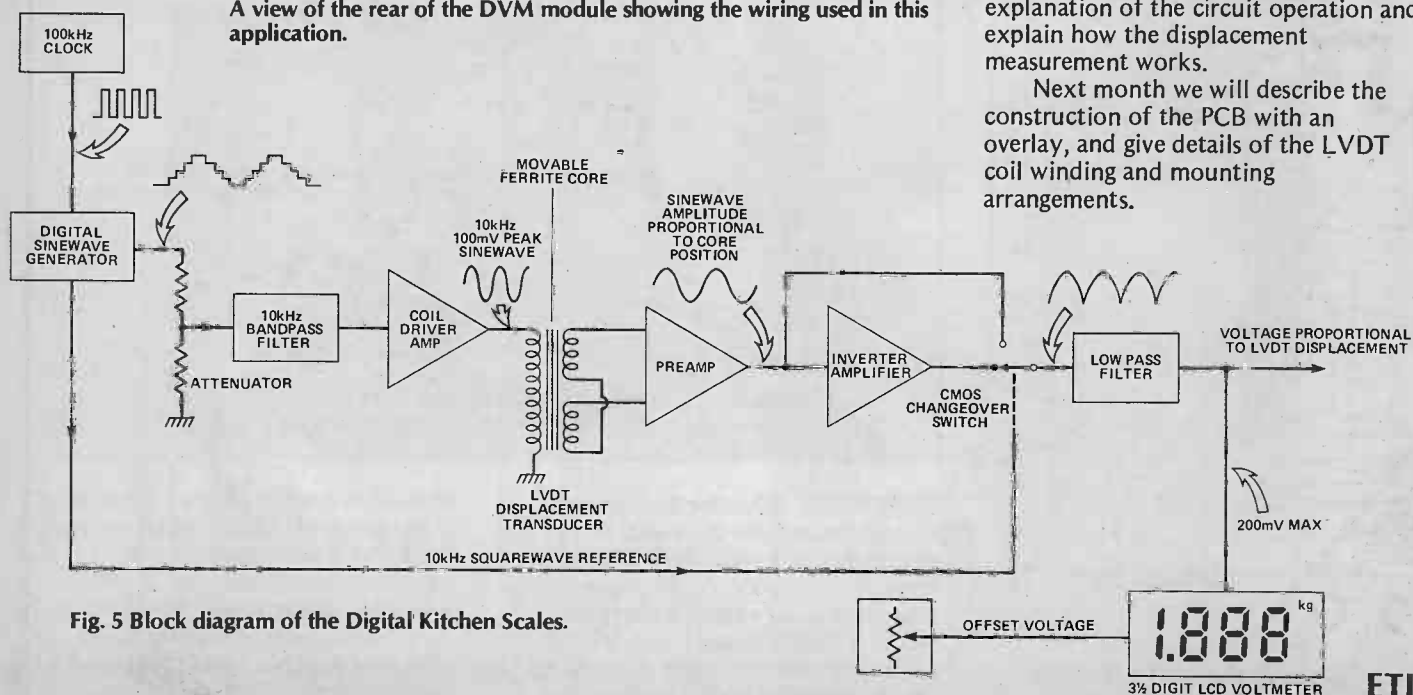 A view of the rear of the DVM module showing the wiring used in this
application.
explanation of the circuit operation and
explain how the displacement
measurement works.
Next month we will describe the
construction of the PCB with an
overlay, and give details of the LVDT
coil winding and mounting
arrangements.
100kHz
CLOCK
DIGITAL
SINEWAVE
GENERATOR
ATTENUATOR
10kHz
BANDPASS
FILTER
COIL
DRIVER
AMP
10kHz
100mV PEAK
SINEWAVE
MOVABLE
FERRITE CORE
LVDT
DISPLACEMENT
TRANSDUCER
SINEWAVE
AMPLITUDE
PROPORTIONAL
TO CORE
POSITION
PREAMP
INVERTER
AMPLIFIER
CMOS
CHANGEOVER
SWITCH
LOW PASS
FILTER
VOLTAGE PROPORTIONAL
TO LVDT DISPLACEMENT
200mV MAX
10kHz SQUAREWAVE REFERENCE
OFFSET VOLTAGE
1.888 kg
3½ DIGIT LCD VOLTMETER
Fig. 5 Block diagram of the Digital Kitchen Scales.